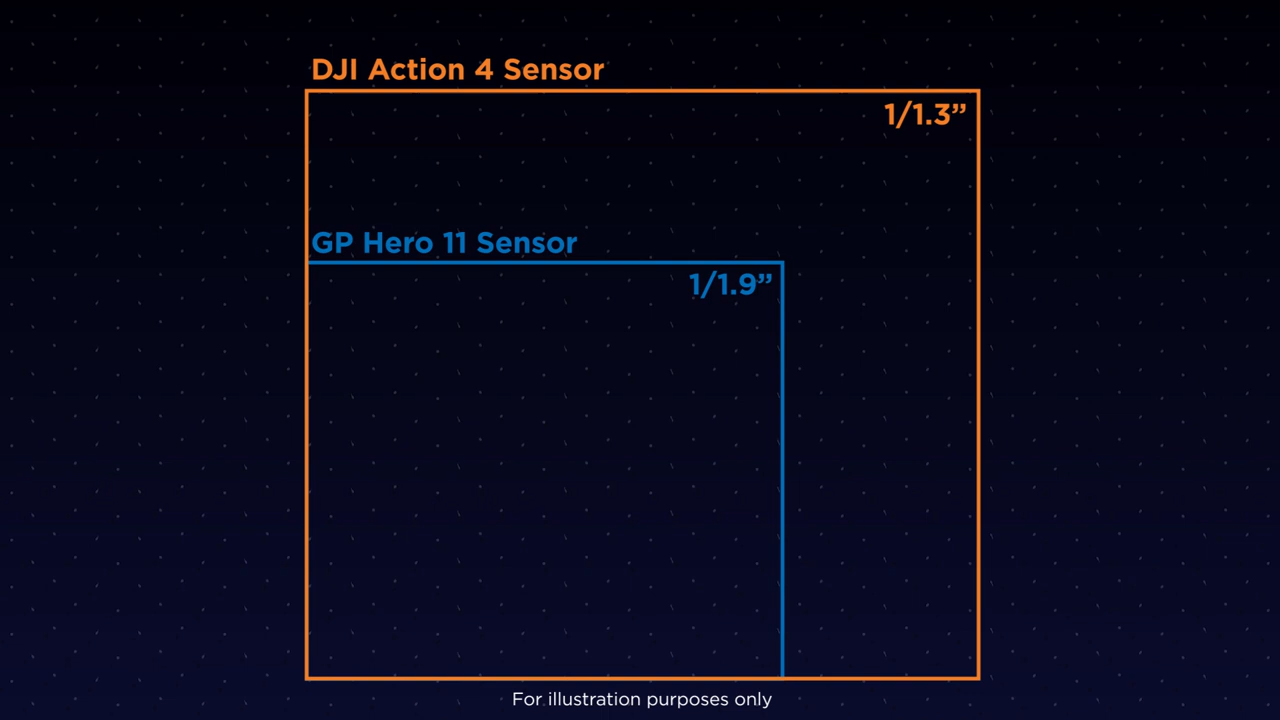 DJI Action 4 Sensor
1/1.3”
GP Hero 11 Sensor
1/1.9”
For illustration purposes only